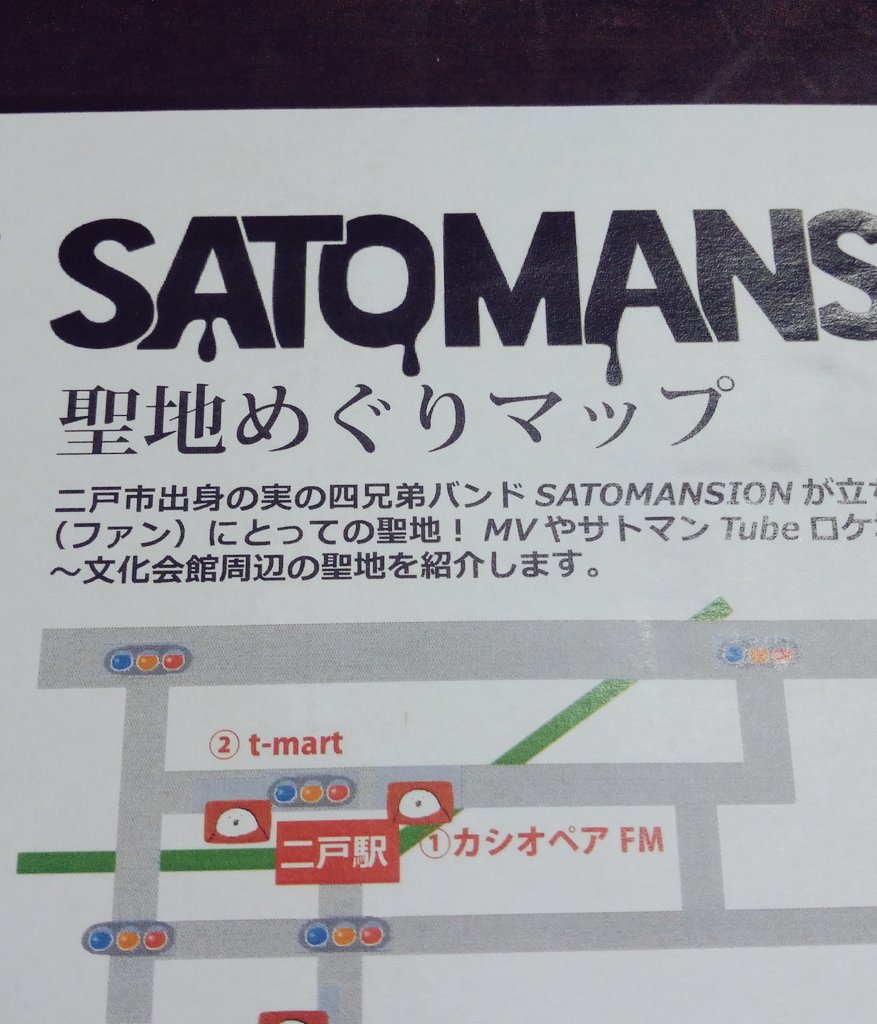 SATOMANS
聖地めぐりマップ
二戸市出身の実の四兄弟バンド SATOMANSION が立ち
（ファン）にとっての聖地！ MV やサトマン Tube ロケ
～文化会館周辺の聖地を紹介します。
② t-mart
二戸駅
①カシオペア FM